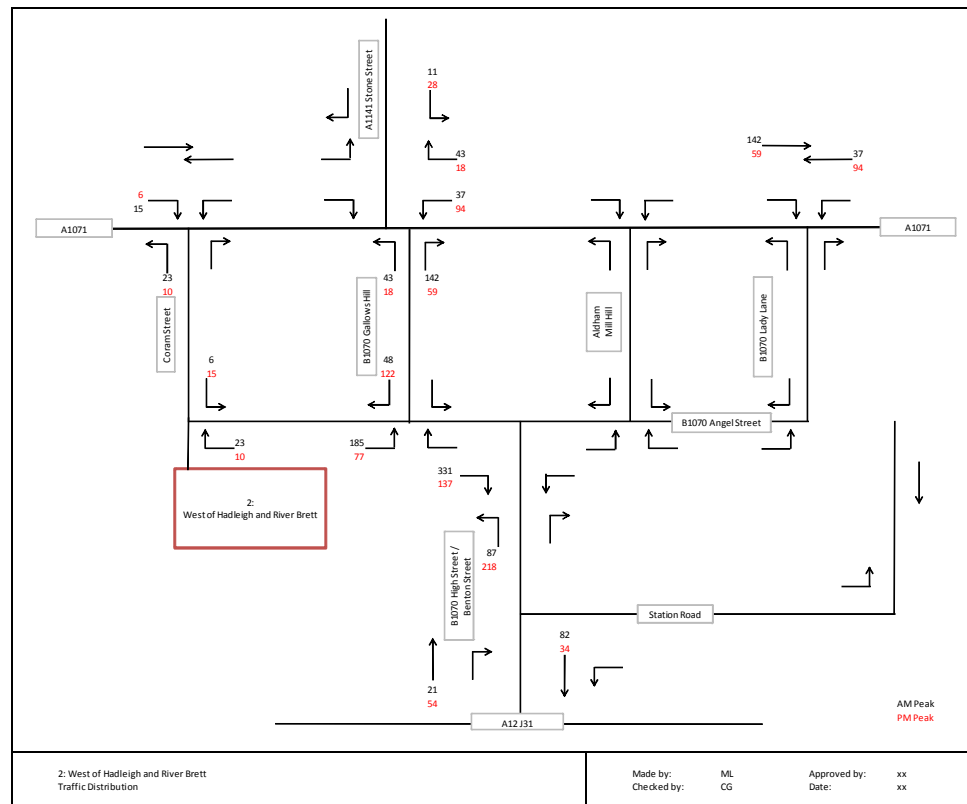 A1141 Stone Street
11
28
43
18
142
59
37
94
6
15
37
94
A1071
A1071
23
10
43
18
142
59
Coram Street
B1070 Gallows Hill
Aldham
Mill Hill
B1070 Lady Lane
6
15
48
122
B1070 Angel Street
23
10
185
77
331
137
2:
West of Hadleigh and River Brett
87
218
B1070 High Street /
Benton Street
Station Road
82
34
21
54
A12 J31
AM Peak
PM Peak
2: West of Hadleigh and River Brett
Traffic Distribution
Made by: ML Approved by: xx
Checked by: CG Date: xx